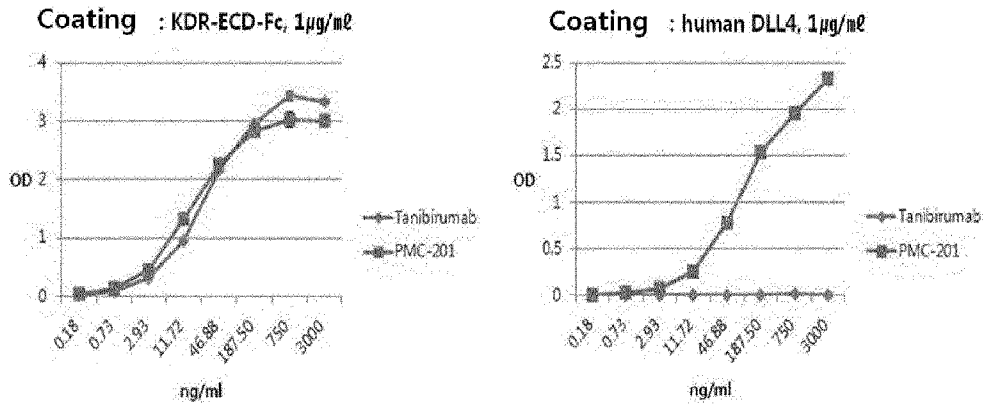 Coating : KDR-ECD-Fc, 1µg/㎖
4
3
2
1
0
OD
0.18
0.73
2.93
11.72
46.88
187.50
750
3000
ng/ml
Tanibirumab
PMC-201
Coating : human DLL4, 1µg/㎖
2.5
2
1.5
1
0.5
0
OD
0.18
0.73
2.93
11.72
46.88
187.50
750
3000
ng/ml
Tanibirumab
PMC-201